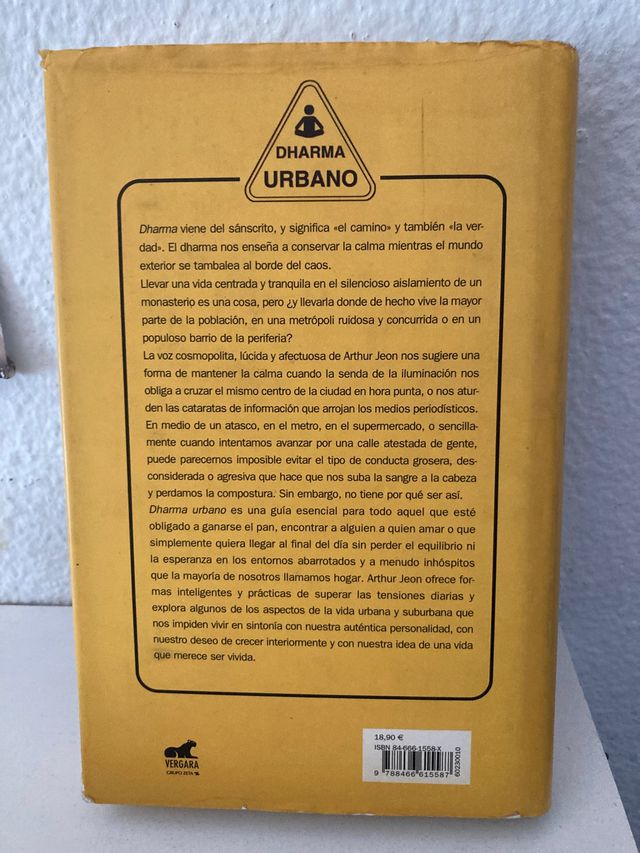 DHARMA
URBANO
Dharma viene del sánscrito, y significa «el camino» y también «la ver-
dad». El dharma nos enseña a conservar la calma mientras el mundo
exterior se tambalea al borde del caos.
Llevar una vida centrada y tranquila en el silencioso aislamiento de un
monasterio es una cosa, pero ¿y llevarla donde de hecho vive la mayor
parte de la población, en una metrópoli ruidosa y concurrida o en un
populoso barrio de la periferia?
La voz cosmopolita, lúcida y afectuosa de Arthur Jeon nos sugiere una
forma de mantener la calma cuando la senda de la iluminación nos
obliga a cruzar el mismo centro de la ciudad en hora punta, o nos atur-
den las cataratas de información que arrojan los medios periodísticos.
En medio de un atasco, en el metro, en el supermercado, o sencilla-
mente cuando intentamos avanzar por una calle atestada de gente,
puede parecernos imposible evitar el tipo de conducta grosera, des-
considerada o agresiva que hace que nos suba la sangre a la cabeza
y perdamos la compostura. Sin embargo, no tiene por qué ser así.
Dharma urbano es una guía esencial para todo aquel que esté
obligado a ganarse el pan, encontrar a alguien a quien amar o que
simplemente quiera llegar al final del día sin perder el equilibrio ni
la esperanza en los entornos abarrotados y a menudo inhóspitos
que la mayoría de nosotros llamamos hogar. Arthur Jeon ofrece for-
mas inteligentes y prácticas de superar las tensiones diarias y
explora algunos de los aspectos de la vida urbana y suburbana que
nos impiden vivir en sintonía con nuestra auténtica personalidad, con
nuestro deseo de crecer interiormente y con nuestra idea de una vida
que merece ser vivida.
VERGARA
GRUPO ZETA
18,90 €
ISBN 84-666-1558-X
9 788466 615587
60230010